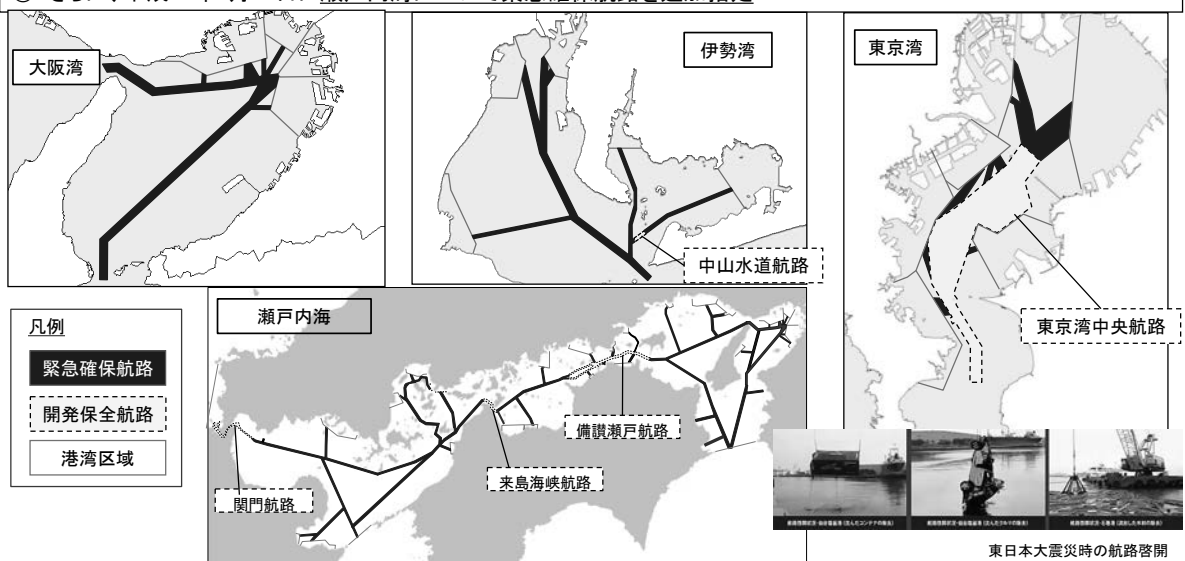 大阪湾
伊勢湾
東京湾
中山水道航路
東京湾中央航路
瀬戸内海
備讃瀬戸航路
来島海峡航路
関門航路
凡例
緊急確保航路
開発保全航路
港湾区域
東日本大震災時の航路啓開